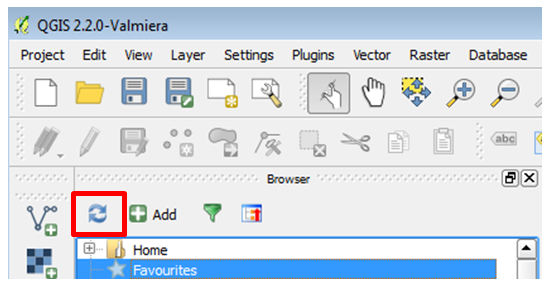 QGIS 2.2.0-Valmiera
Project Edit View Layer Settings Plugins Vector Raster Database
abc
Browser
Add
Home
Favourites